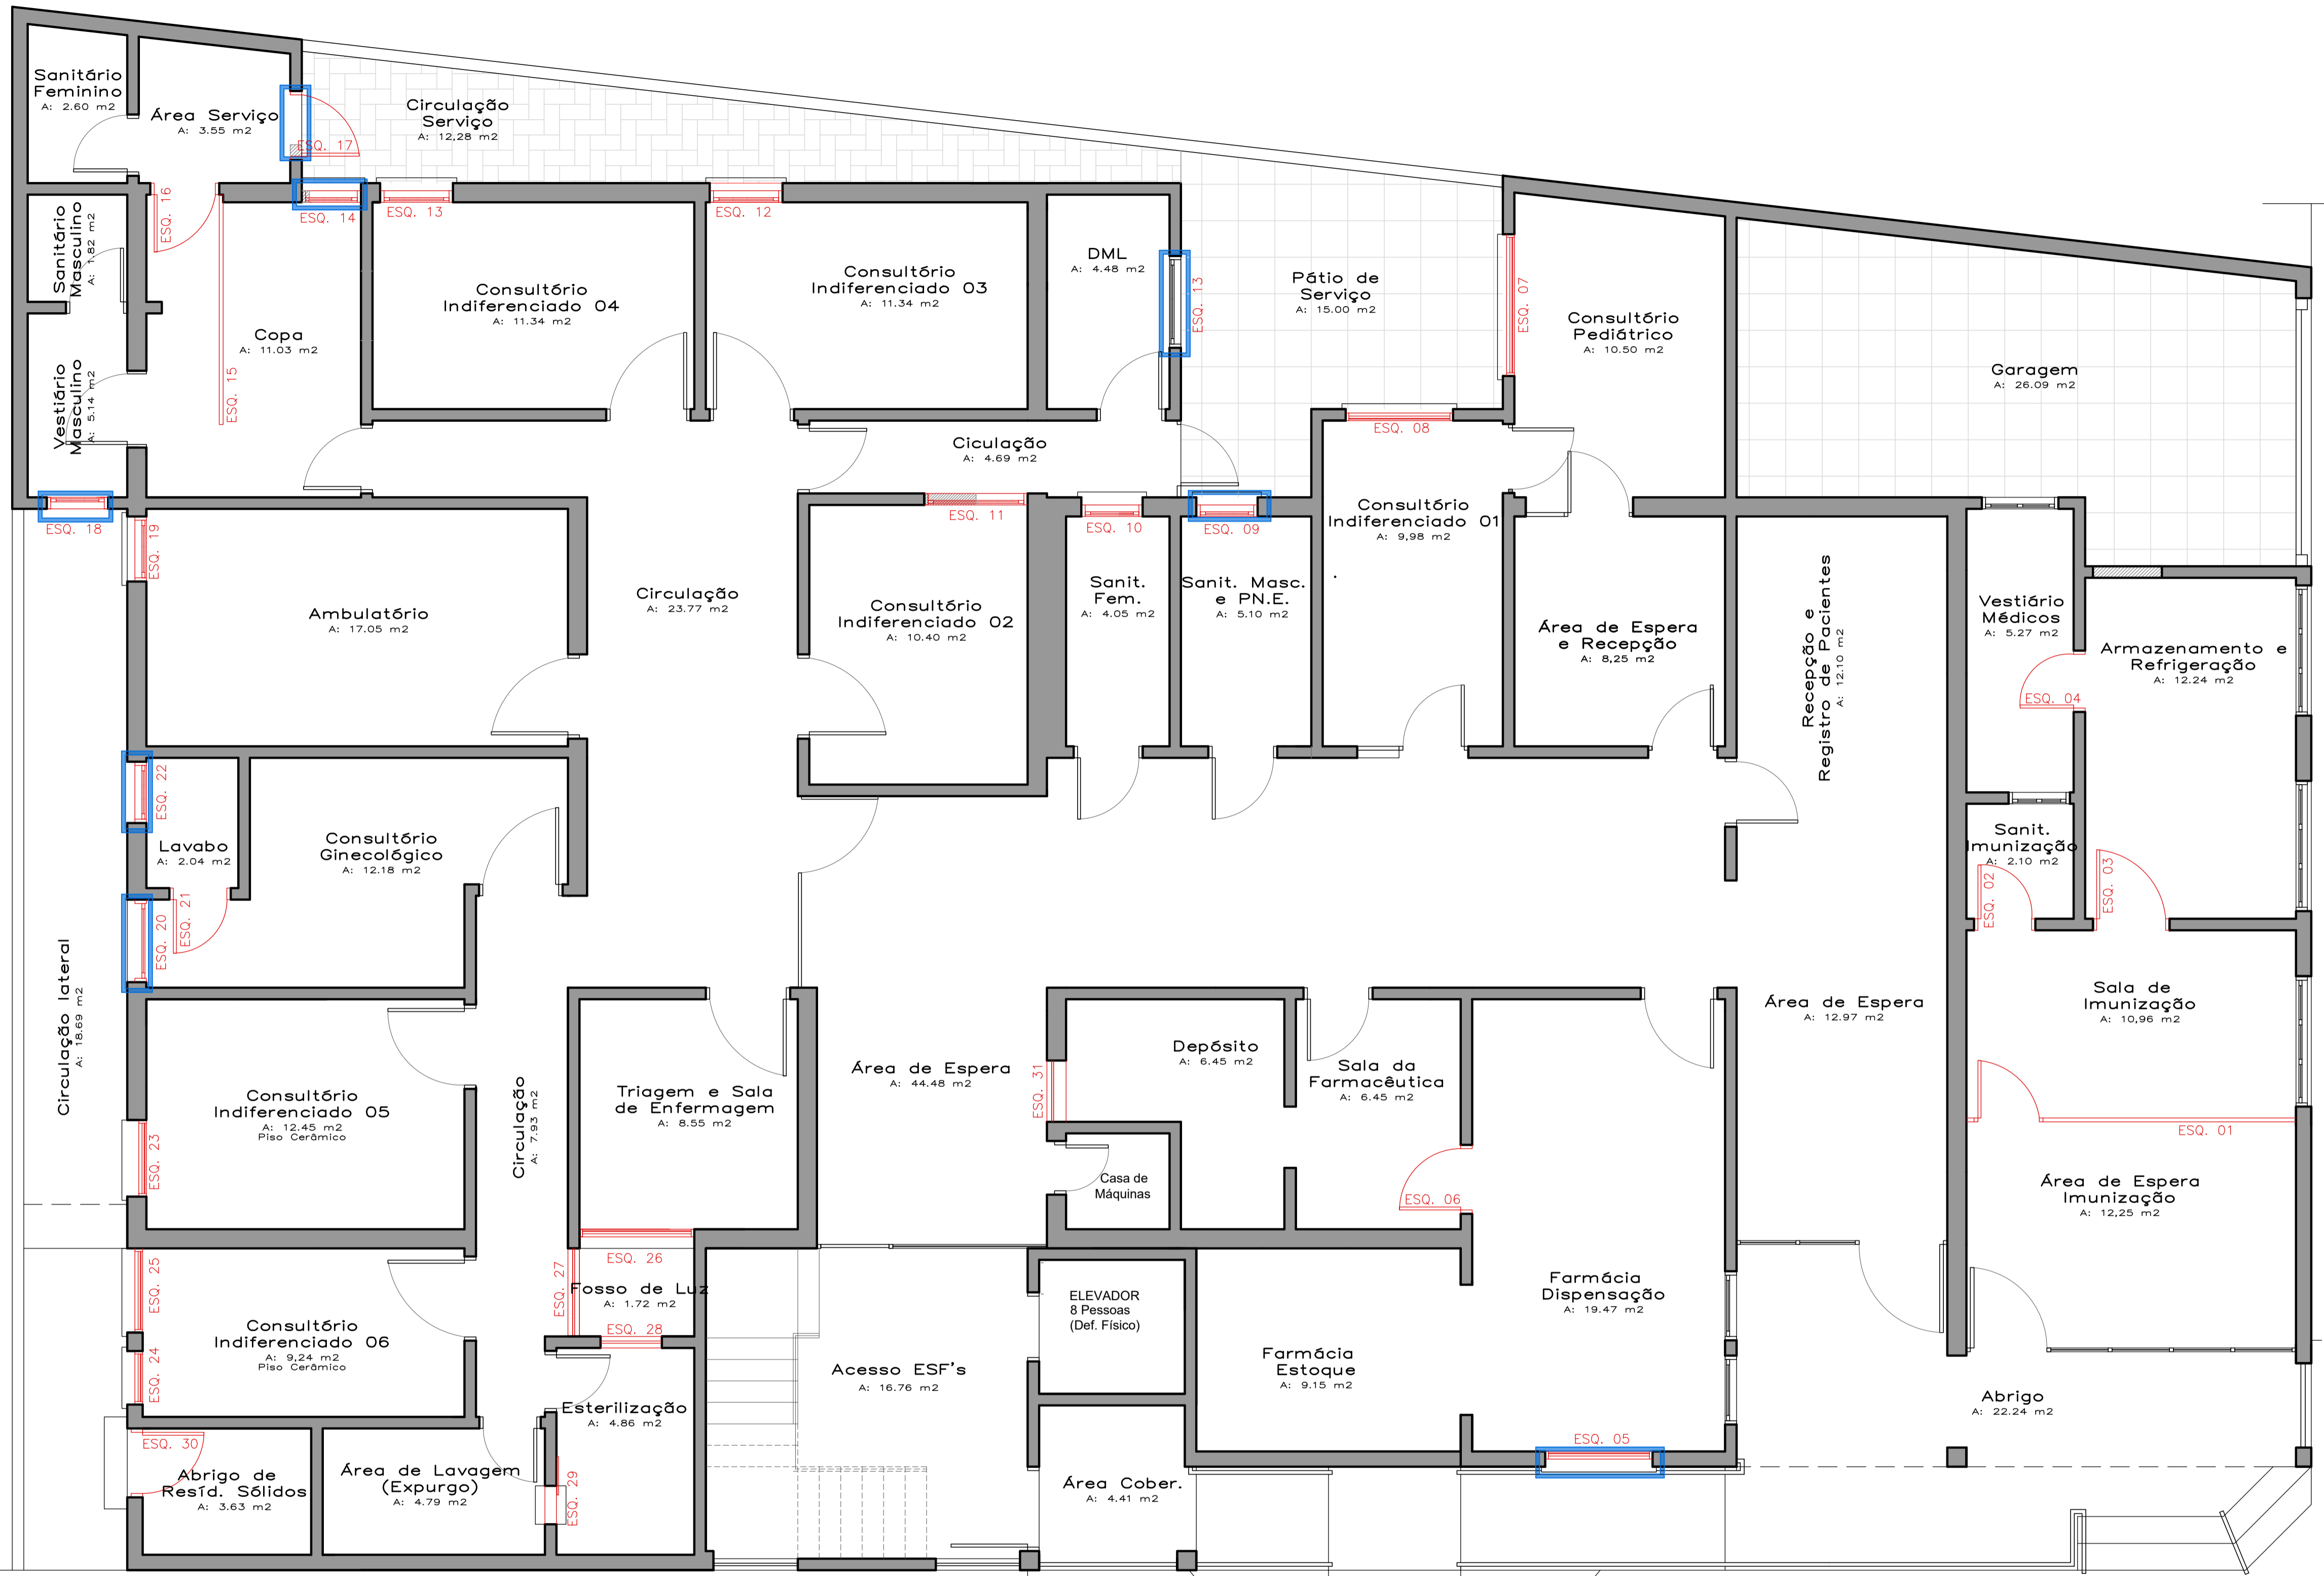 Sanitário
Feminino
A: 2.60 m2
Área Serviço
A: 3.55 m2
ESQ. 17
Circulação
Serviço
A: 12,28 m2
Sanitário
Masculino
A: 1.82 m2
ESQ. 16
ESQ. 14
ESQ. 13
ESQ. 12
Copa
A: 11.03 m2
ESQ. 15
Consultório
Indiferenciado 04
A: 11.34 m2
Consultório
Indiferenciado 03
A: 11.34 m2
DML
A: 4.48 m2
ESQ. 13
Pátio de
Serviço
A: 15.00 m2
ESQ. 07
Consultório
Pediátrico
A: 10.50 m2
Garagem
A: 26.09 m2
Vestiário
Masculino
A: 5.14 m2
ESQ. 18
ESQ. 19
Ciculação
A: 4.69 m2
ESQ. 08
ESQ. 11
ESQ. 10
ESQ. 09
Consultório
Indiferenciado 01
A: 9,98 m2
Ambulatório
A: 17.05 m2
Circulação
A: 23.77 m2
Consultório
Indiferenciado 02
A: 10.40 m2
Sanit.
Fem.
A: 4.05 m2
Sanit. Masc.
e PN.E.
A: 5.10 m2
Área de Espera
e Recepção
A: 8,25 m2
Recepção e
Registro de Pacientes
A: 12.10 m2
Vestiário
Médicos
A: 5.27 m2
Armazenamento e
Refrigeração
A: 12.24 m2
ESQ. 04
ESQ. 22
Lavabo
A: 2.04 m2
Consultório
Ginecológico
A: 12.18 m2
ESQ. 21
ESQ. 20
Sanit.
Imunização
A: 2.10 m2
ESQ. 02
ESQ. 03
Circulação lateral
A: 18.69 m2
Sala de
Imunização
A: 10,96 m2
Área de Espera
A: 12.97 m2
Consultório
Indiferenciado 05
A: 12.45 m2
Piso Cerâmico
ESQ. 23
Circulação
A: 7.93 m2
Triagem e Sala
de Enfermagem
A: 8.55 m2
Área de Espera
A: 44.48 m2
ESQ. 31
Depósito
A: 6.45 m2
Sala da
Farmacêutica
A: 6.45 m2
ESQ. 01
Casa de
Máquinas
ESQ. 06
Área de Espera
Imunização
A: 12,25 m2
ESQ. 25
ESQ. 24
Consultório
Indiferenciado 06
A: 9,24 m2
Piso Cerâmico
ESQ. 27
ESQ. 26
Fosso de Luz
A: 1.72 m2
ESQ. 28
ELEVADOR
8 Pessoas
(Def. Físico)
Farmácia
Dispensação
A: 19.47 m2
Acesso ESF's
A: 16.76 m2
Farmácia
Estoque
A: 9.15 m2
Abrigo
A: 22.24 m2
Esterilização
A: 4.86 m2
ESQ. 30
Abrigo de
Resíd. Sólidos
A: 3.63 m2
Área de Lavagem
(Expurgo)
A: 4.79 m2
ESQ. 29
Área Cober.
A: 4.41 m2
ESQ. 05